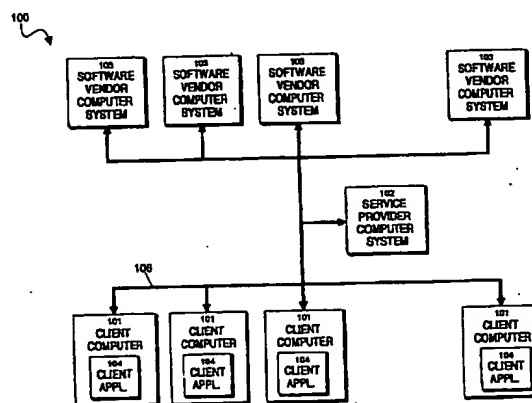 100
103
SOFTWARE
VENDOR
COMPUTER
SYSTEM
103
SOFTWARE
VENDOR
COMPUTER
SYSTEM
103
SOFTWARE
VENDOR
COMPUTER
SYSTEM
103
SOFTWARE
VENDOR
COMPUTER
SYSTEM
102
SERVICE
PROVIDER
COMPUTER
SYSTEM
106
101
CLIENT
COMPUTER
104
CLIENT
APPL.
101
CLIENT
COMPUTER
104
CLIENT
APPL.
101
CLIENT
COMPUTER
104
CLIENT
APPL.
101
CLIENT
COMPUTER
104
CLIENT
APPL.